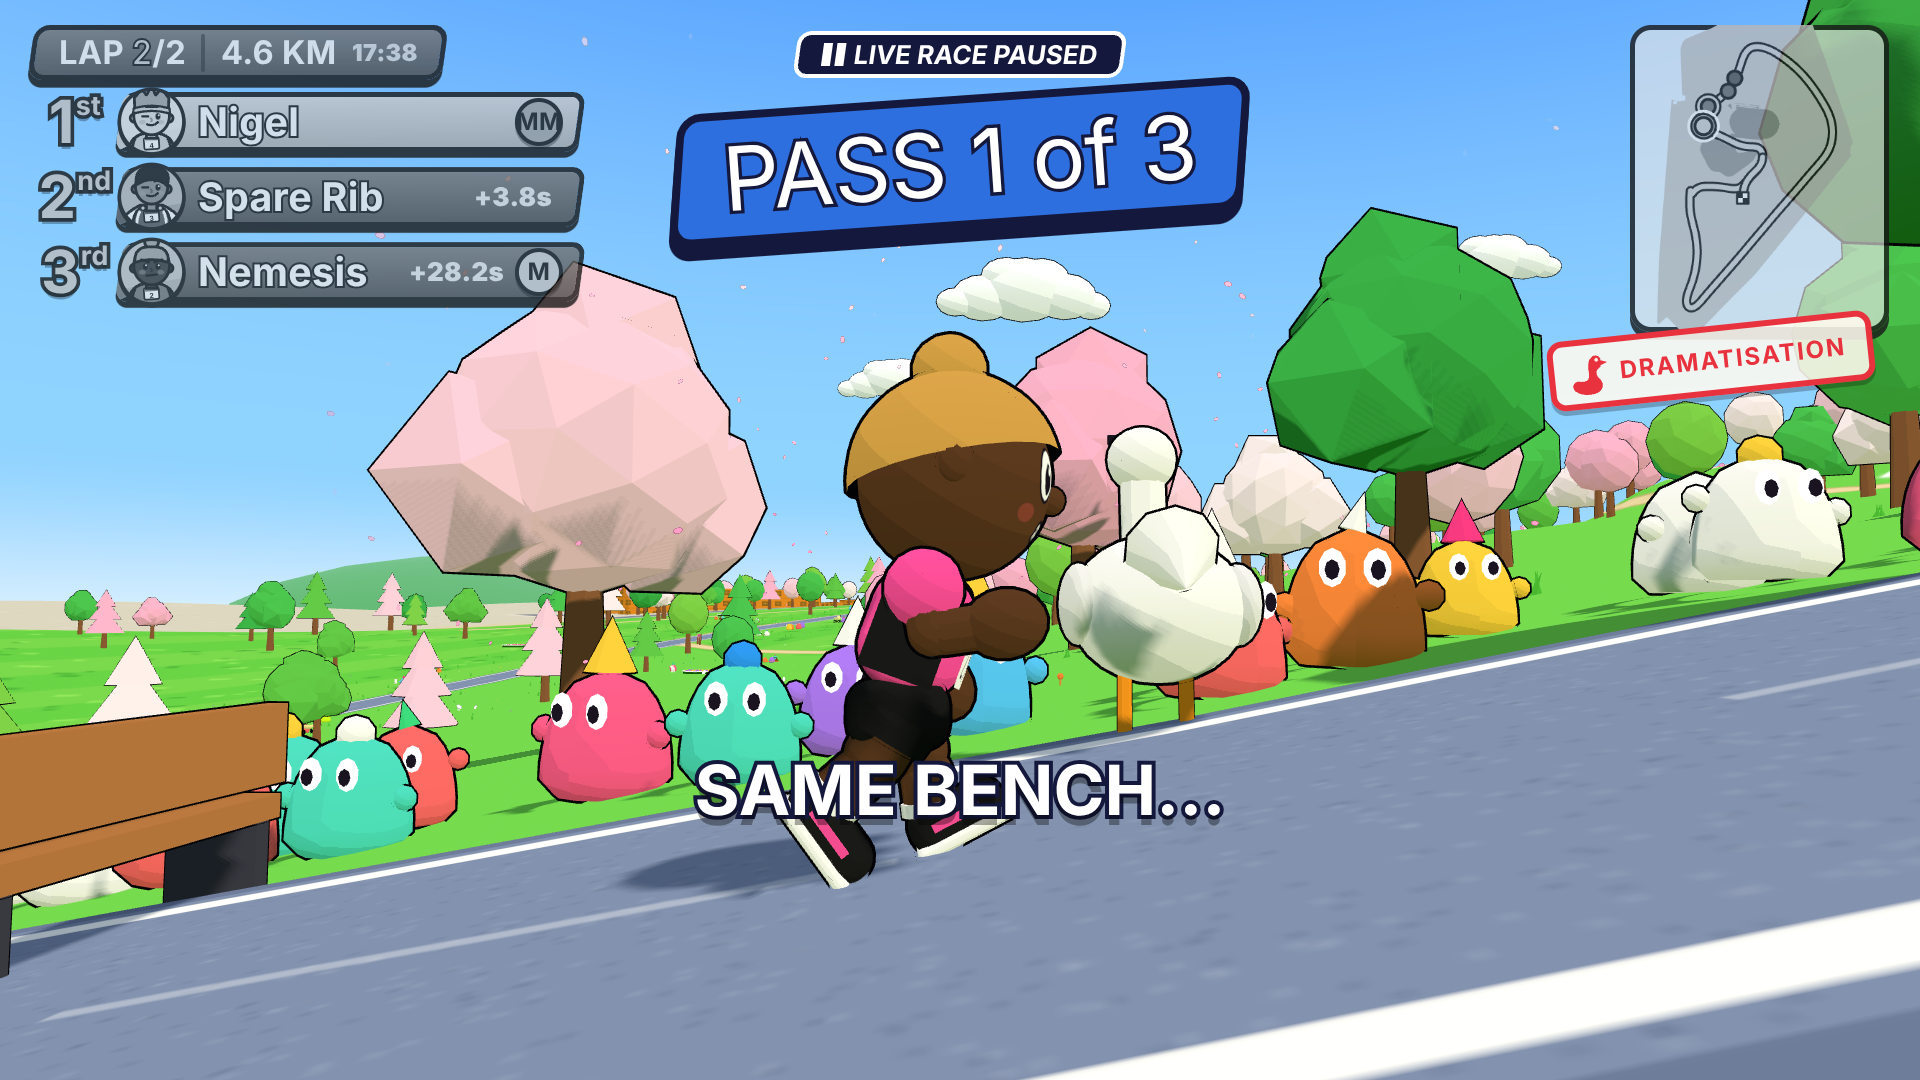 LAP 2/2 4.6 KM 17:38
1st Nigel MM
2nd Spare Rib +3.8s
3rd Nemesis +28.2s M
LIVE RACE PAUSED
PASS 1 of 3
DRAMATISATION
SAME BENCH...